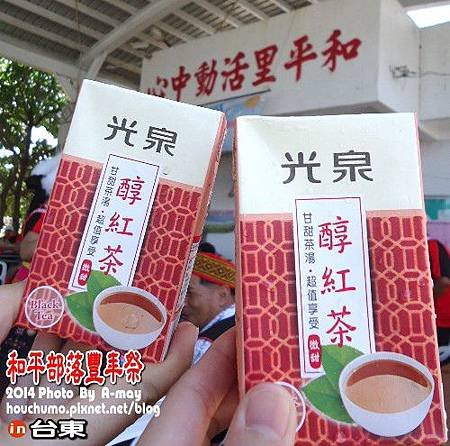 和平里活動中心
光泉
醇紅茶
甘甜茶湯・超值享受
微甜
Black
Tea
光泉
醇紅茶
甘甜茶湯・超值享受
微甜
和平部落豐年祭
2014 Photo By A-may
houchumo.pixnet.net/blog
in 台東